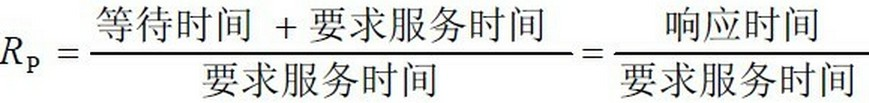 R_P = (等待时间 + 要求服务时间) / 要求服务时间 = 响应时间 / 要求服务时间